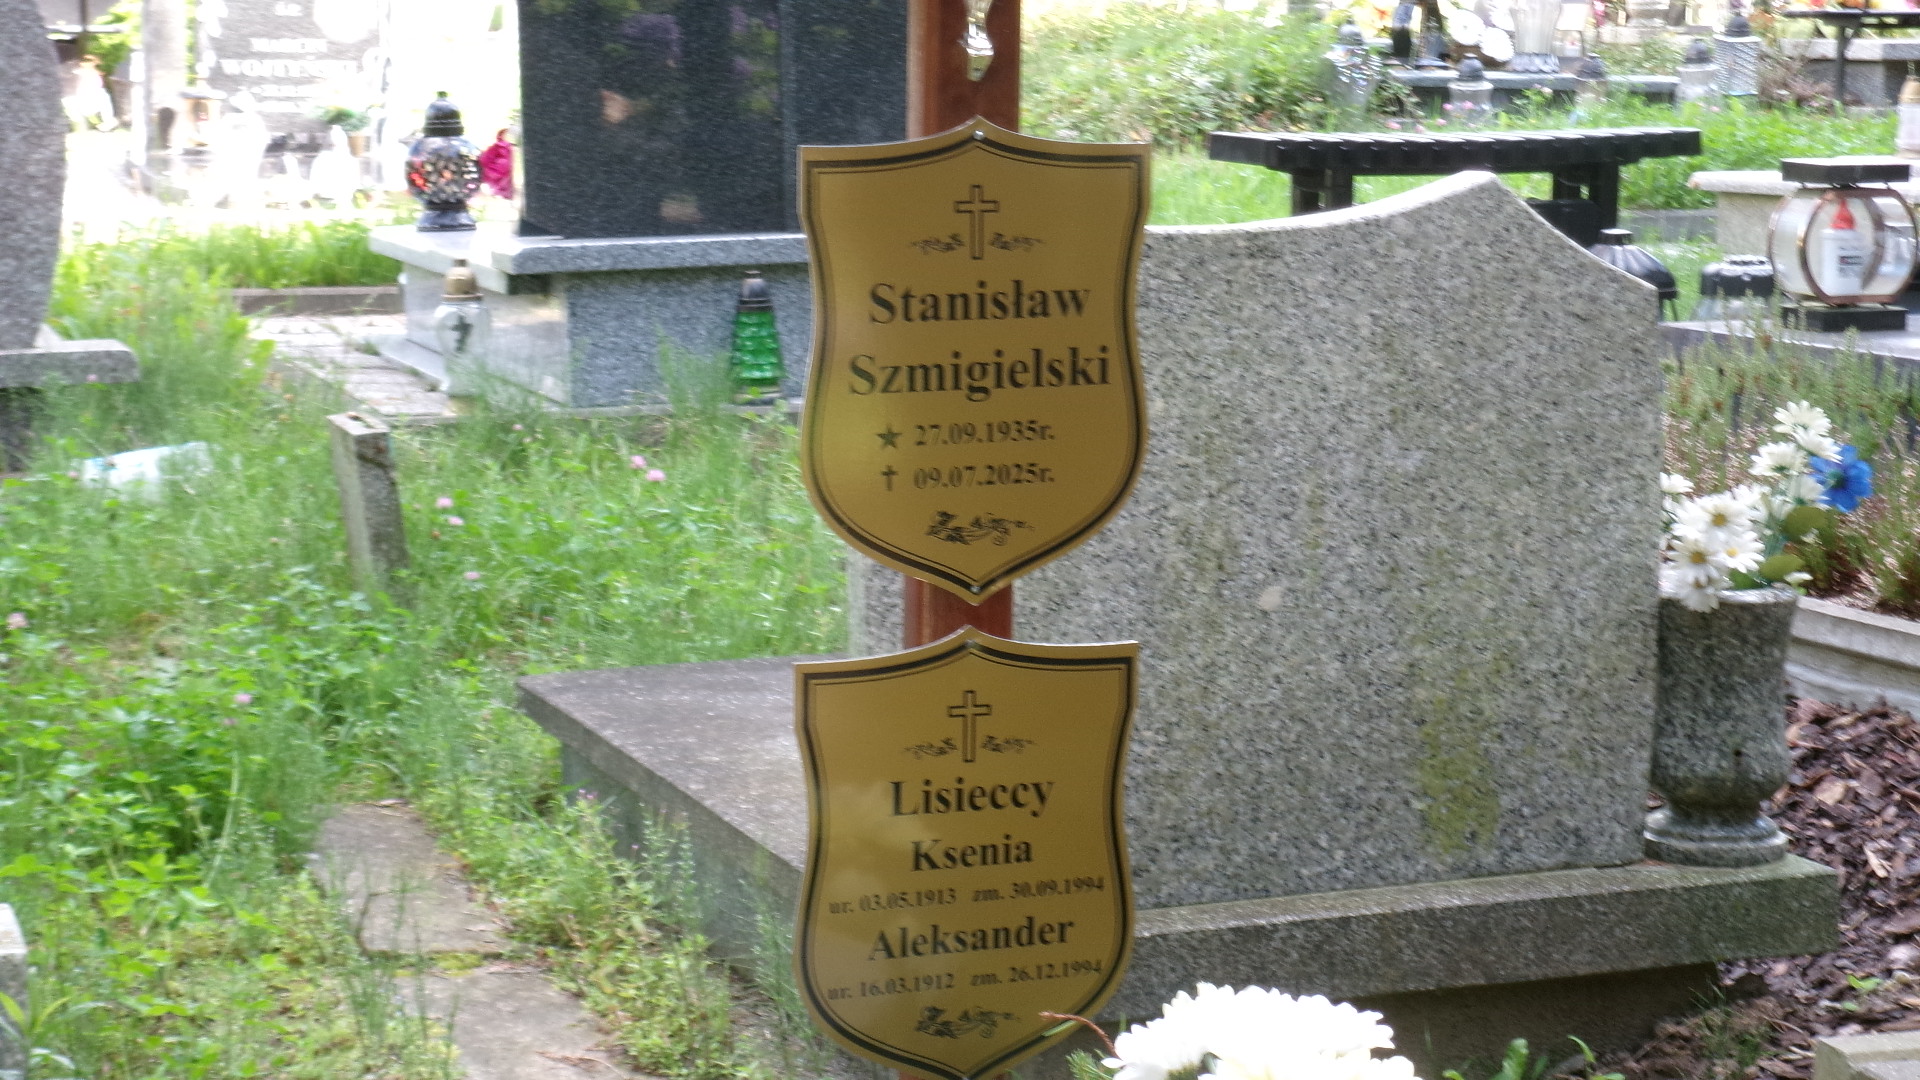 Stanisław
Szmigielski
★ 27.09.1935r.
✝ 09.07.2025r.
Lisieccy
Ksenia
ur. 03.05.1913 zm. 30.09.1994
Aleksander
ur. 16.03.1912 zm. 26.12.1994